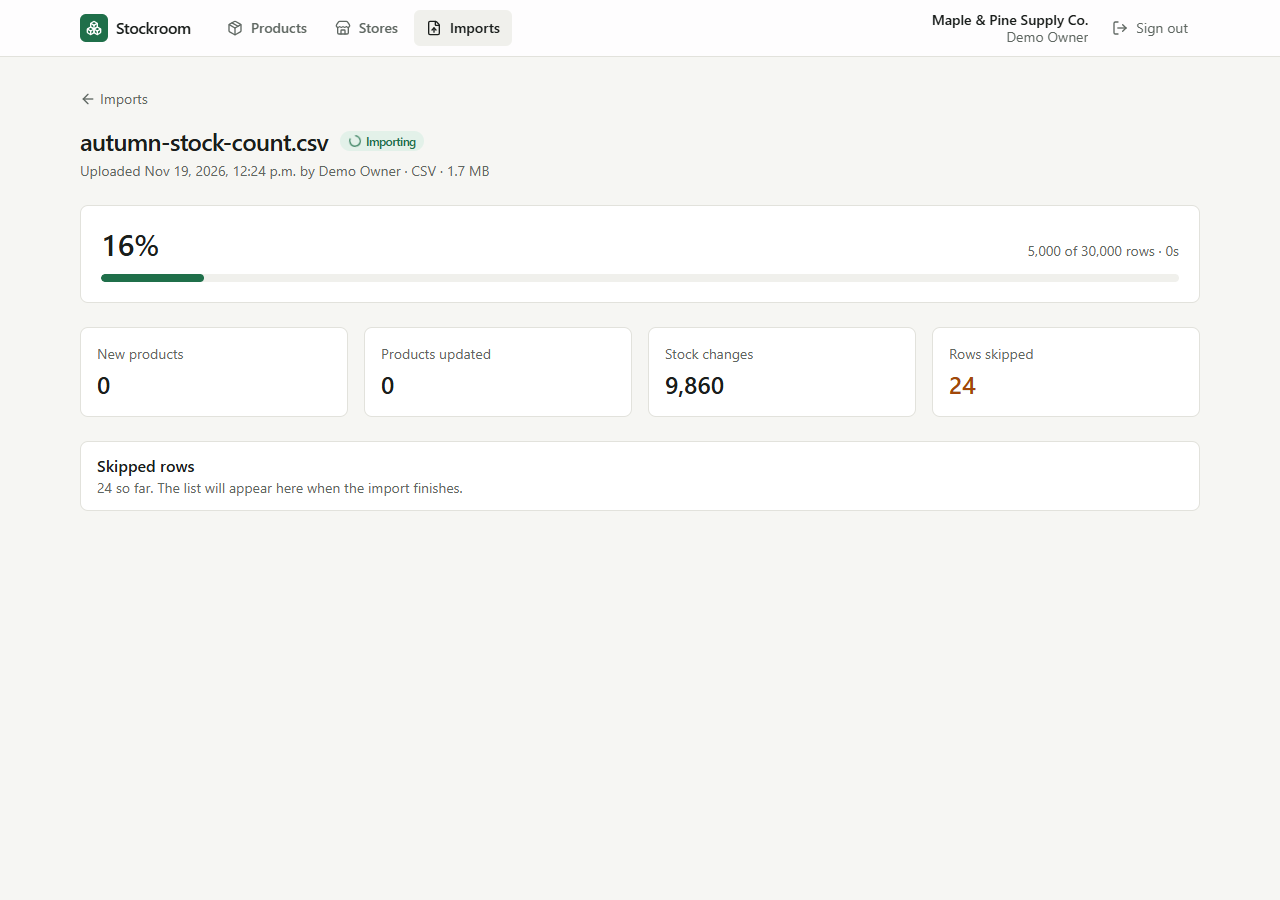 Stockroom
Products
Stores
Imports
Maple & Pine Supply Co.
Demo Owner
Sign out
Imports
autumn-stock-count.csv
Importing
Uploaded Nov 19, 2026, 12:24 p.m. by Demo Owner · CSV · 1.7 MB
16%
5,000 of 30,000 rows · 0s
New products
0
Products updated
0
Stock changes
9,860
Rows skipped
24
Skipped rows
24 so far. The list will appear here when the import finishes.